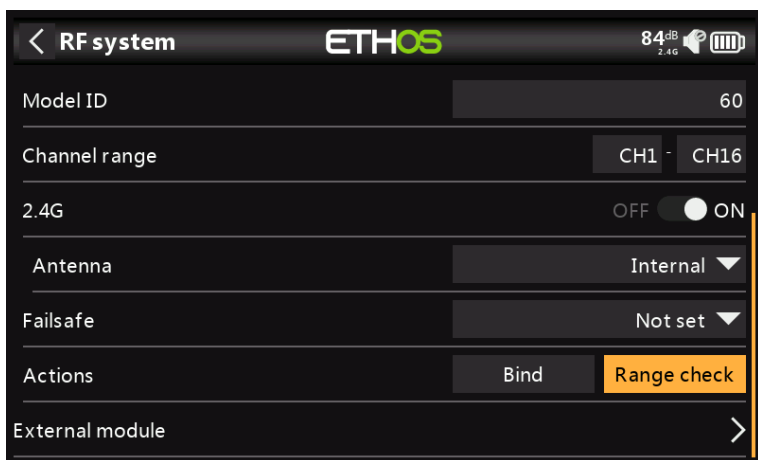 RF system ETHOS 84dB 2.4G
Model ID 60
Channel range CH1 - CH16
2.4G OFF ON
Antenna Internal
Failsafe Not set
Actions Bind Range check
External module